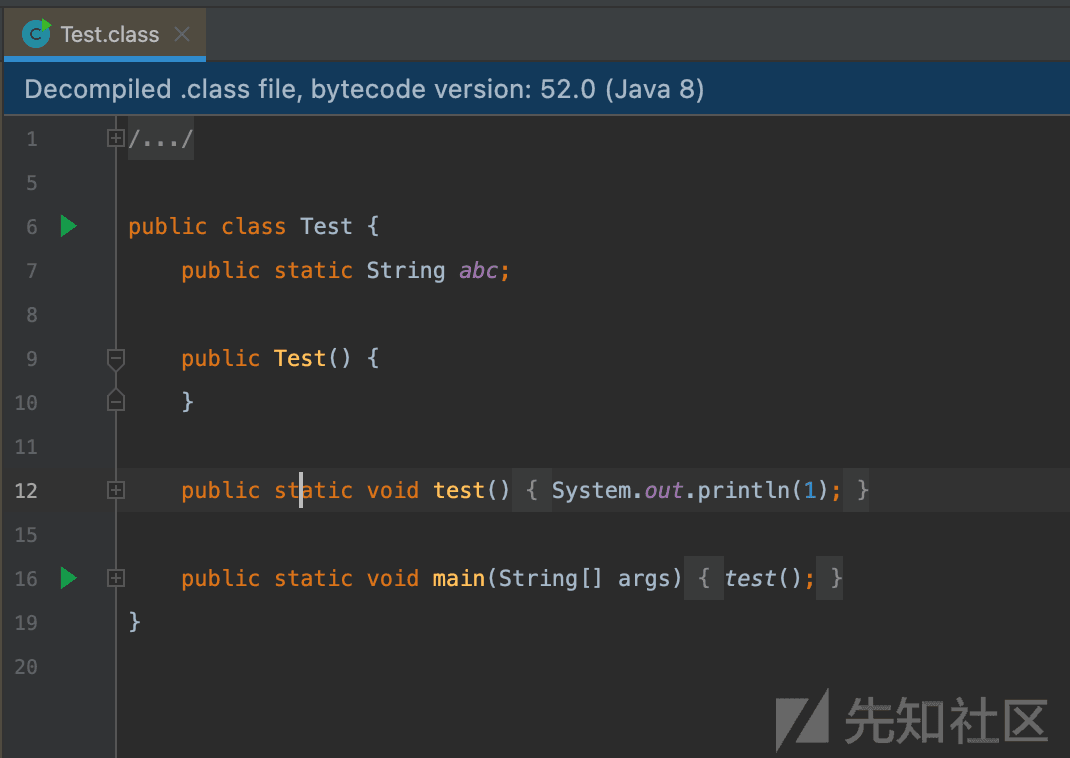 Test.class
Decompiled .class file, bytecode version: 52.0 (Java 8)
1 /.../
5
6 public class Test {
7 public static String abc;
8
9 public Test() {
10 }
11
12 public static void test() { System.out.println(1); }
15
16 public static void main(String[] args) { test(); }
19 }
20
先知社区